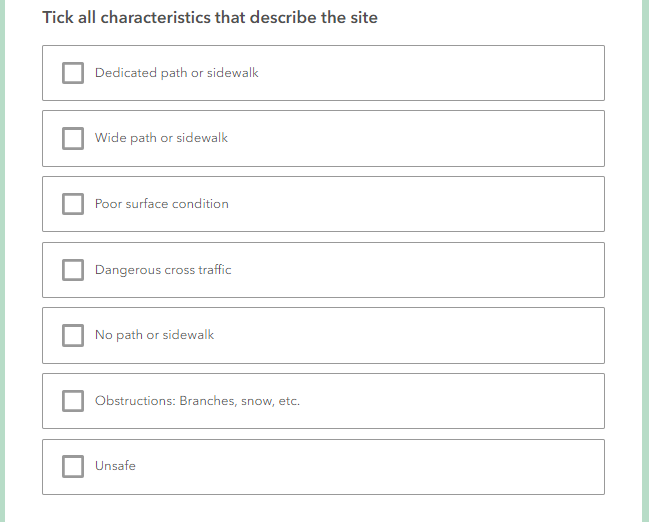 Tick all characteristics that describe the site
Dedicated path or sidewalk
Wide path or sidewalk
Poor surface condition
Dangerous cross traffic
No path or sidewalk
Obstructions: Branches, snow, etc.
Unsafe